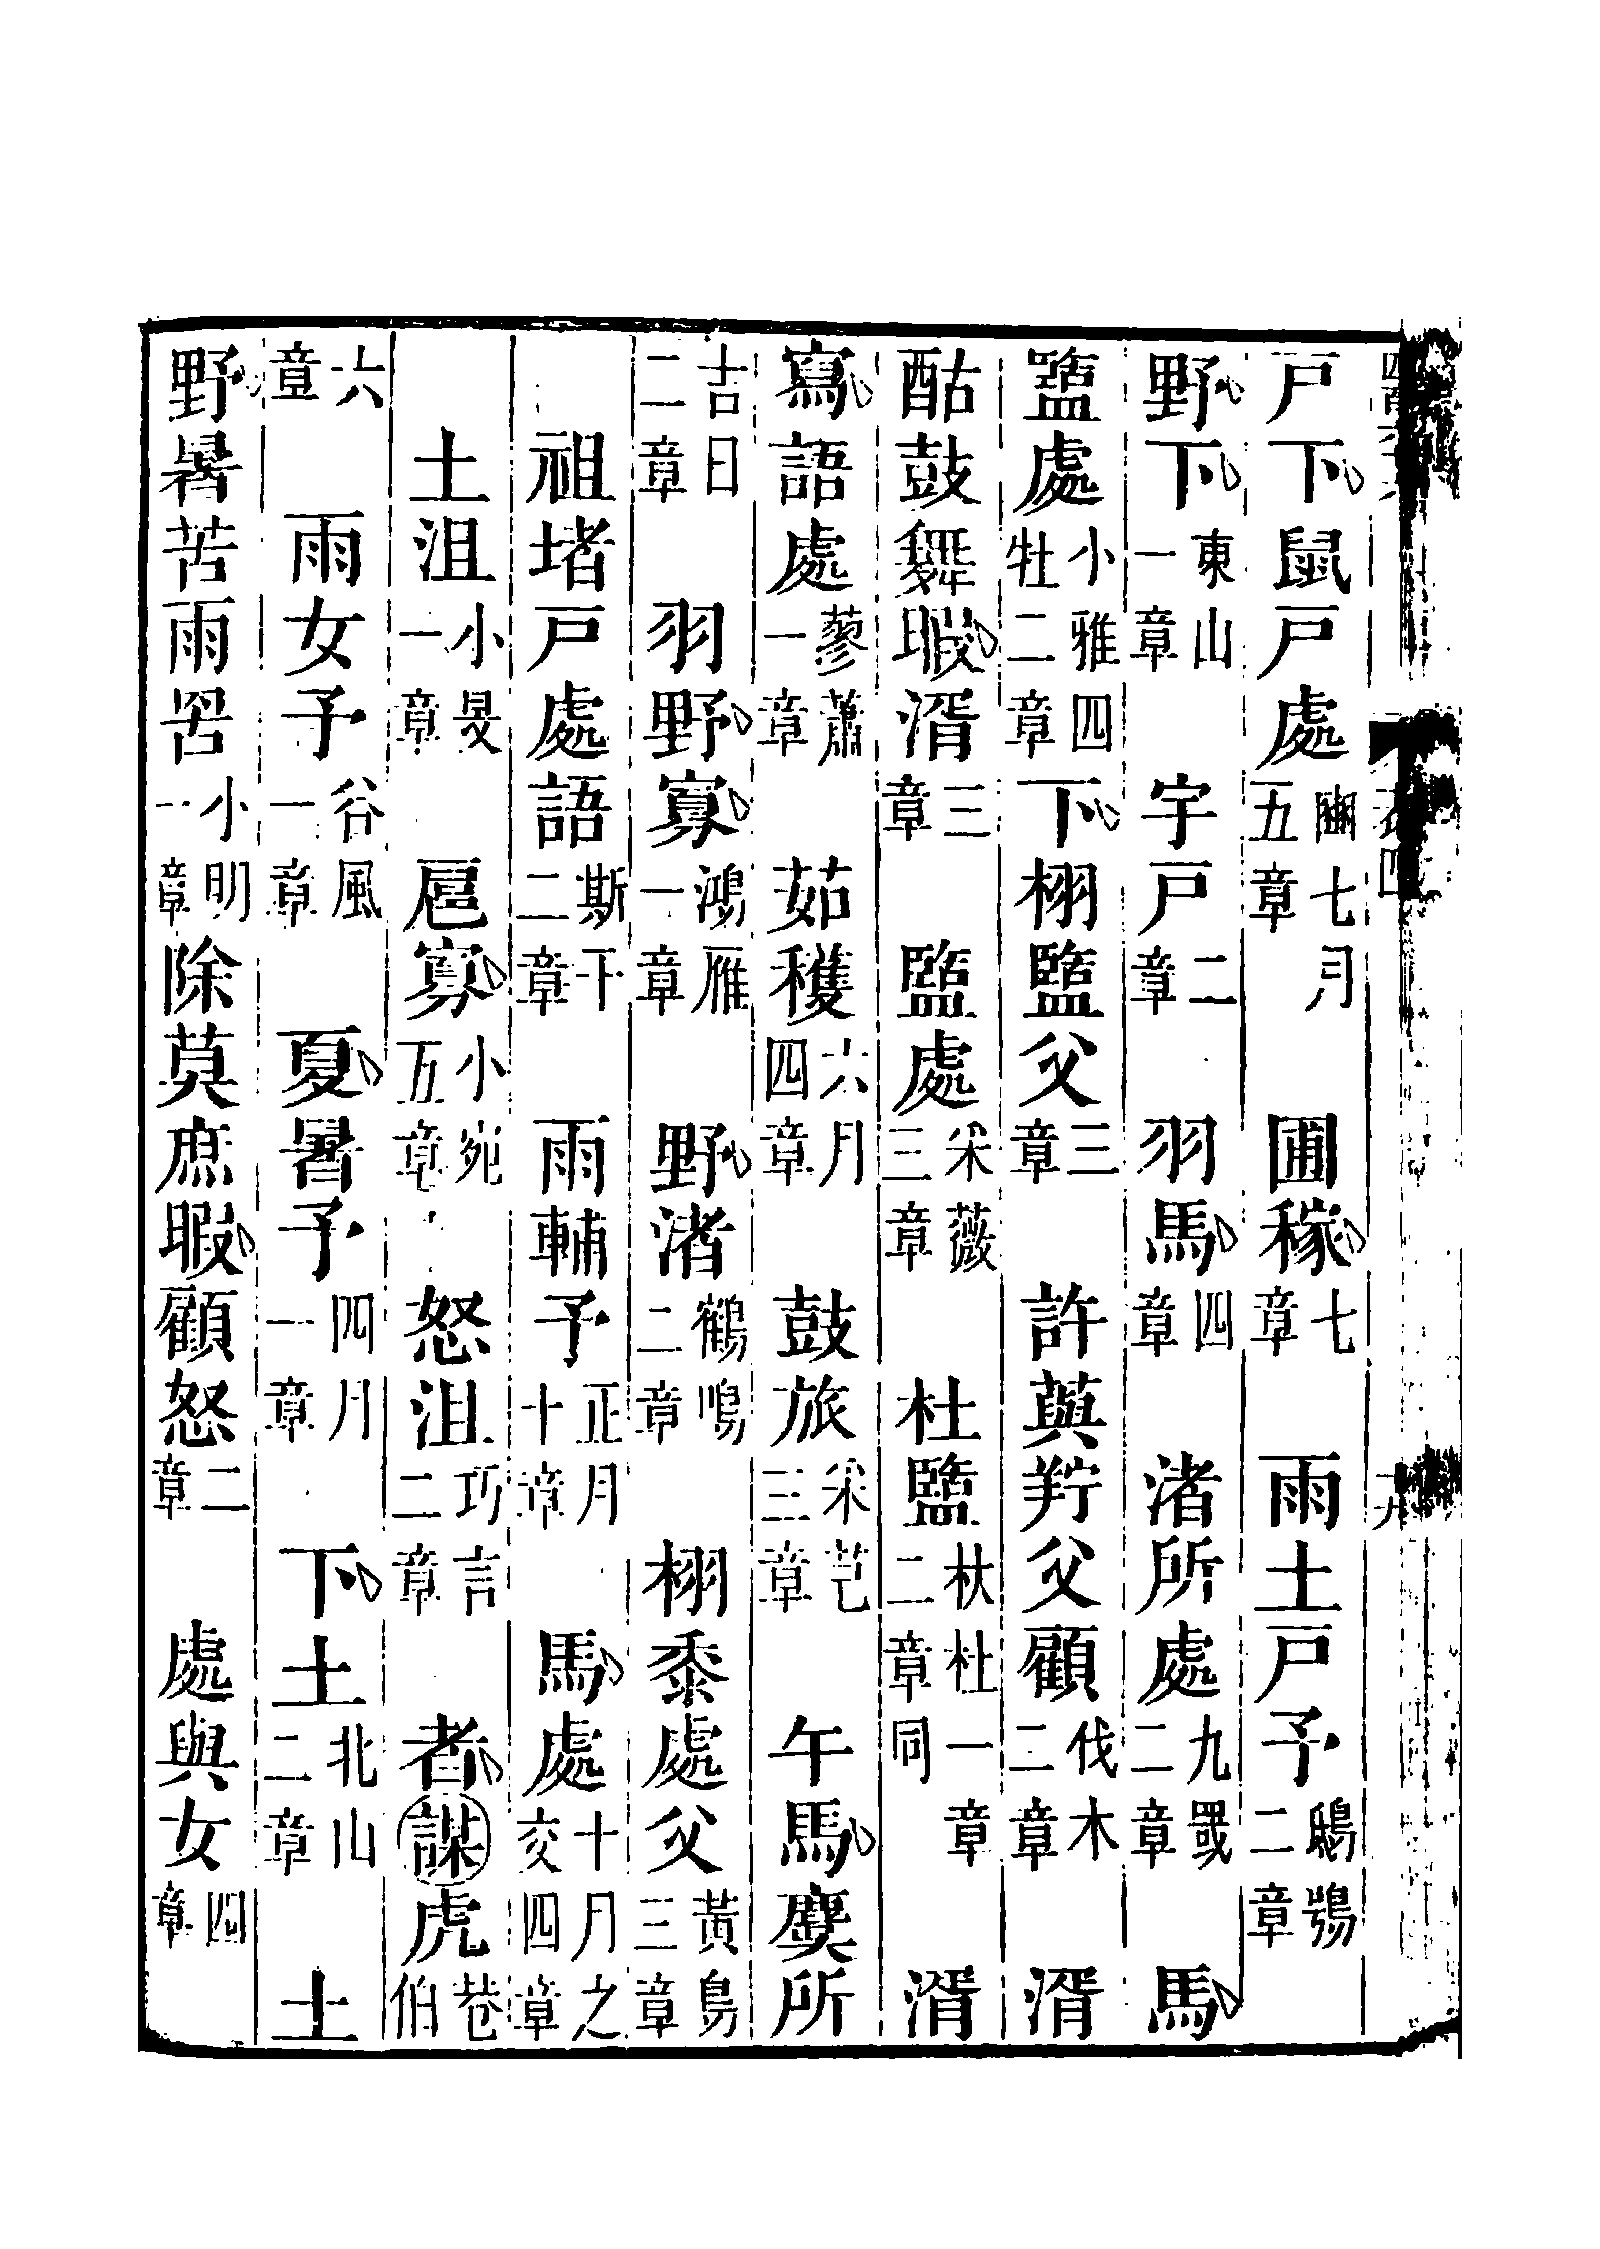 戶下鼠戶處豳七月五章　圃稼七章　雨土戶予鴟鴞二章
野下東山一章　宇戶二章　羽馬四章　渚所處九罭二章　馬
盬處小雅四牡二章　下栩盬父三章　許藇羜父顧伐木二章　湑
酤鼓舞暇湑三章　盬處采薇三章　杜盬杕杜一章二章同　湑
寫語處蓼蕭一章　茹穫六月四章　鼓旅采芑三章　午馬麌所
吉日二章　羽野寡鴻雁一章　野渚鶴鳴二章　栩黍處父黃鳥三章
祖堵戶處語斯干二章　雨輔予正月十章　馬處十月之交四章
土沮小旻一章　扈寡小宛五章　怒沮巧言二章　者謀虎巷伯
六章　雨女予谷風一章　夏暑予四月一章　下土北山二章　土
野暑苦雨罟小明一章　除莫庶暇顧怒二章　處與女四章